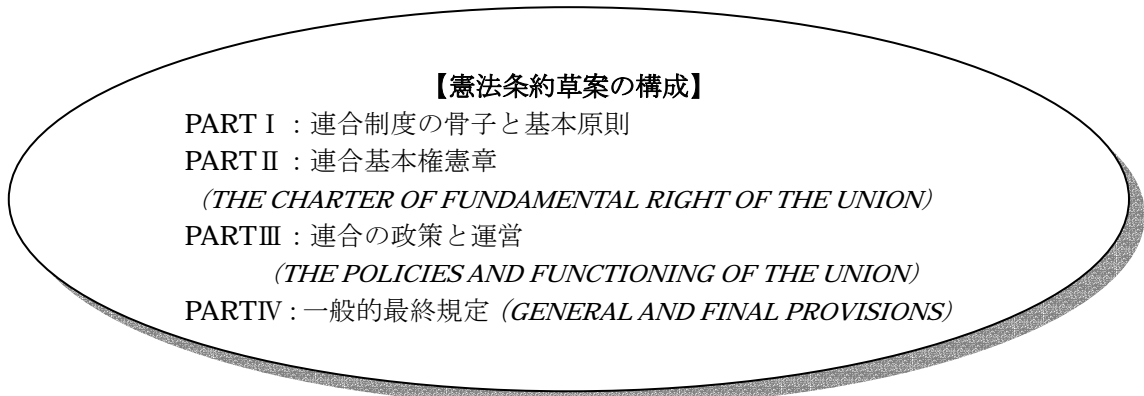 【憲法条約草案の構成】
PARTⅠ：連合制度の骨子と基本原則
PARTⅡ：連合基本権憲章
（THE CHARTER OF FUNDAMENTAL RIGHT OF THE UNION）
PARTⅢ：連合の政策と運営
（THE POLICIES AND FUNCTIONING OF THE UNION）
PARTⅣ：一般的最終規定（GENERAL AND FINAL PROVISIONS）